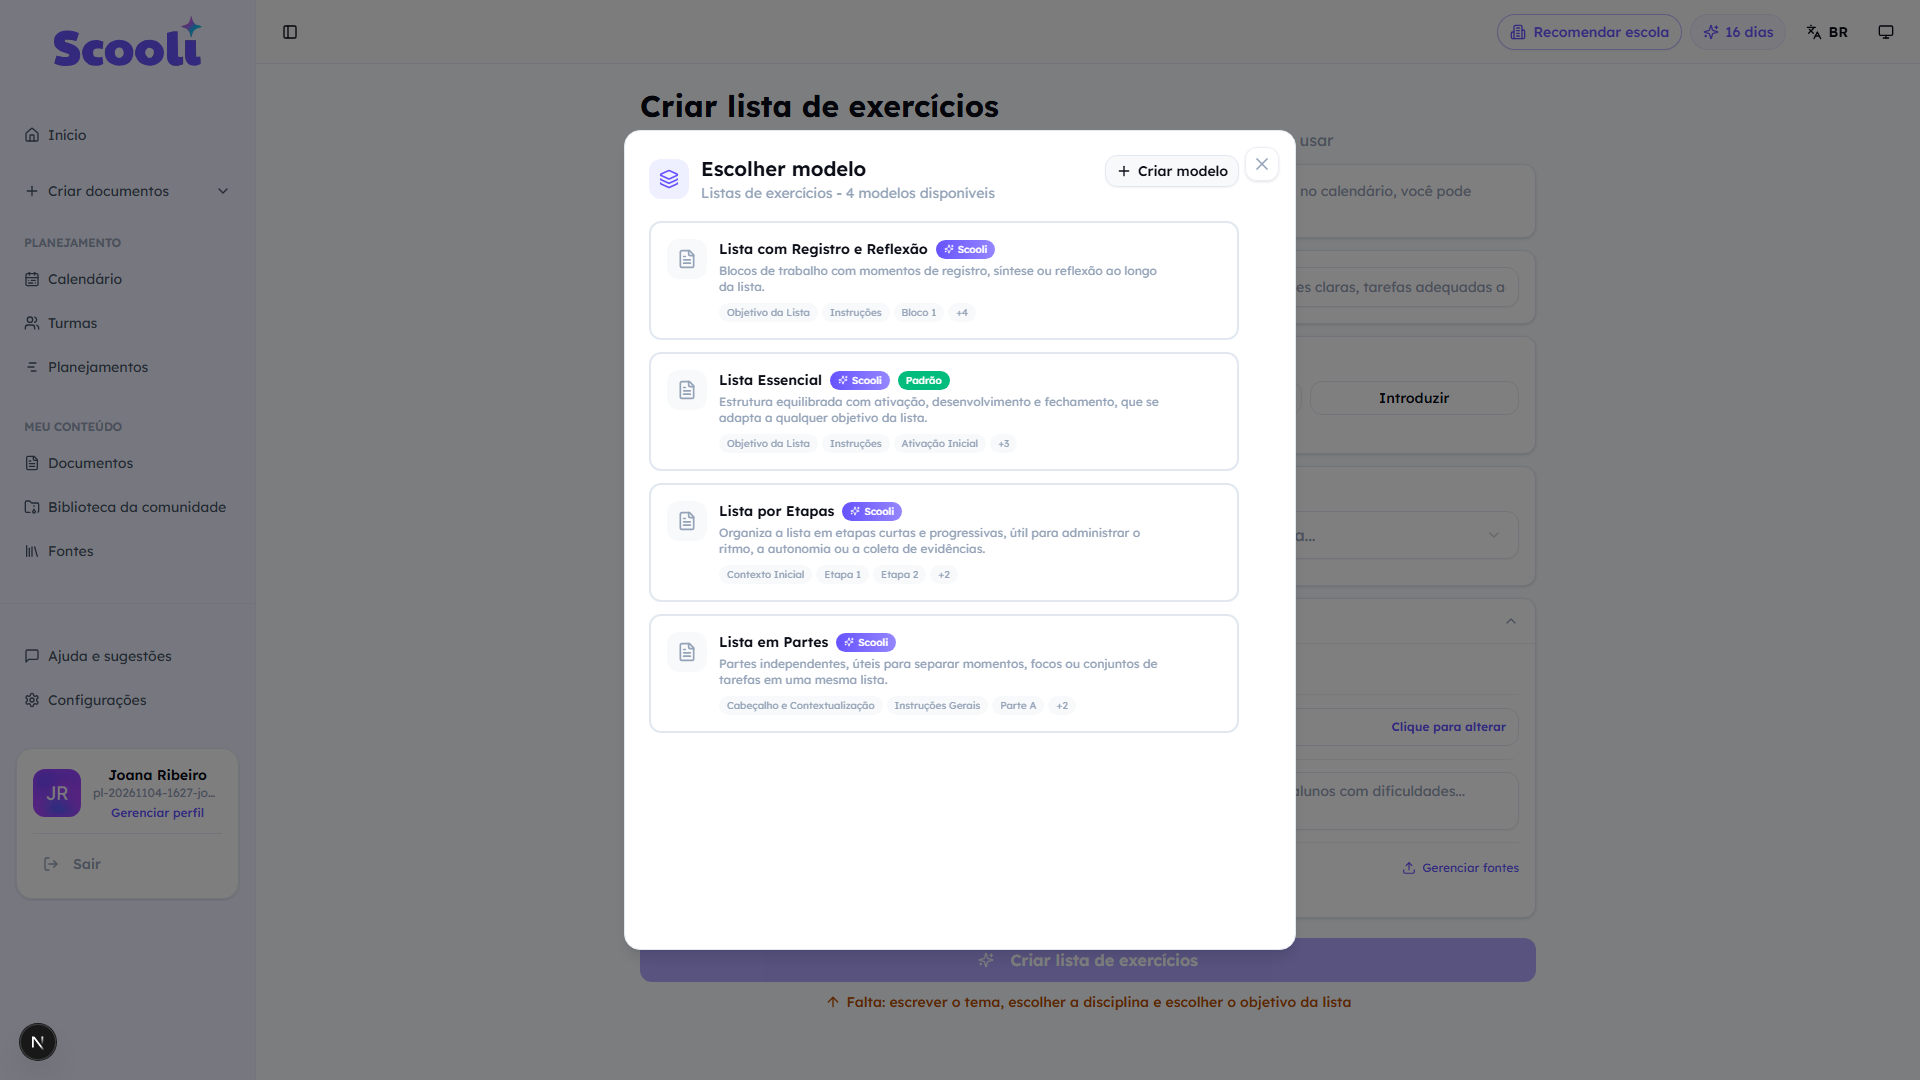 Scooli
Início
Criar documentos
PLANEJAMENTO
Calendário
Turmas
Planejamentos
MEU CONTEÚDO
Documentos
Biblioteca da comunidade
Fontes
Ajuda e sugestões
Configurações
JR
Joana Ribeiro
pl-20261104-1627-jo...
Gerenciar perfil
Sair
N
Recomendar escola
16 dias
BR
Criar lista de exercícios
usar
no calendário, você pode
es claras, tarefas adequadas a
Introduzir
a...
Clique para alterar
alunos com dificuldades...
Gerenciar fontes
Criar lista de exercícios
Falta: escrever o tema, escolher a disciplina e escolher o objetivo da lista
Escolher modelo
Listas de exercícios - 4 modelos disponíveis
Criar modelo
Lista com Registro e Reflexão Scooli
Blocos de trabalho com momentos de registro, síntese ou reflexão ao longo
da lista.
Objetivo da Lista Instruções Bloco 1 +4
Lista Essencial Scooli Padrão
Estrutura equilibrada com ativação, desenvolvimento e fechamento, que se
adapta a qualquer objetivo da lista.
Objetivo da Lista Instruções Ativação Inicial +3
Lista por Etapas Scooli
Organiza a lista em etapas curtas e progressivas, útil para administrar o
ritmo, a autonomia ou a coleta de evidências.
Contexto Inicial Etapa 1 Etapa 2 +2
Lista em Partes Scooli
Partes independentes, úteis para separar momentos, focos ou conjuntos de
tarefas em uma mesma lista.
Cabeçalho e Contextualização Instruções Gerais Parte A +2